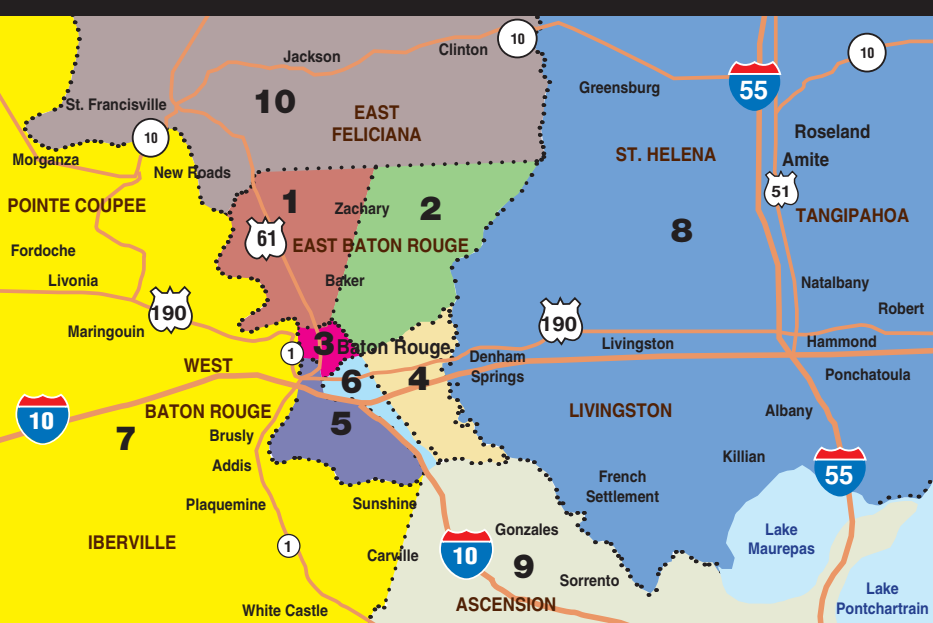 10
Jackson
Clinton
10
55
10
Greensburg
St. Francisville
10
EAST
FELICIANA
Roseland
Amite
Morganza
New Roads
ST. HELENA
51
POINTE COUPEE
1
Zachary
2
8
TANGIPAHOA
61
EAST BATON ROUGE
Fordoche
Livonia
Baker
Natalbany
190
190
Robert
Maringouin
1
3
Baton Rouge
Denham
Springs
Livingston
Hammond
WEST
BATON ROUGE
6
4
Ponchatoula
10
7
5
LIVINGSTON
Albany
Brusly
Addis
Killian
55
French
Settlement
Plaquemine
Sunshine
IBERVILLE
1
Gonzales
Lake
Maurepas
Carville
10
9
Sorrento
White Castle
ASCENSION
Lake
Pontchartrain